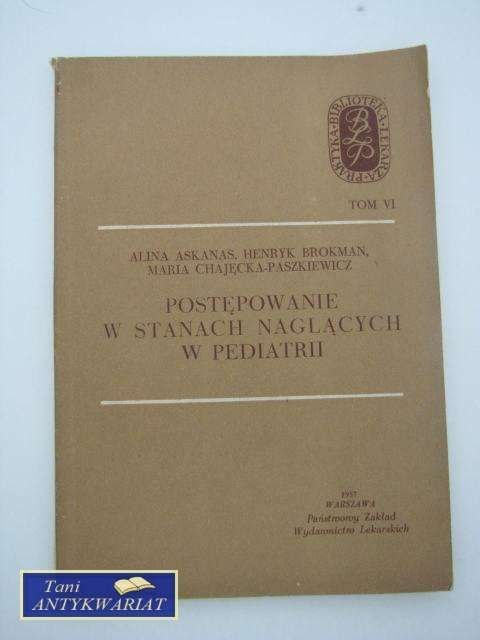 BIBLIOTEKA · LEKARZA · PRAKTYKA
BLP
TOM VI
ALINA ASKANAS, HENRYK BROKMAN,
MARIA CHAJĘCKA-PASZKIEWICZ
POSTĘPOWANIE
W STANACH NAGLĄCYCH
W PEDIATRII
1957
WARSZAWA
Państwowy Zakład
Wydawnictw Lekarskich
Tani
ANTYKWARIAT